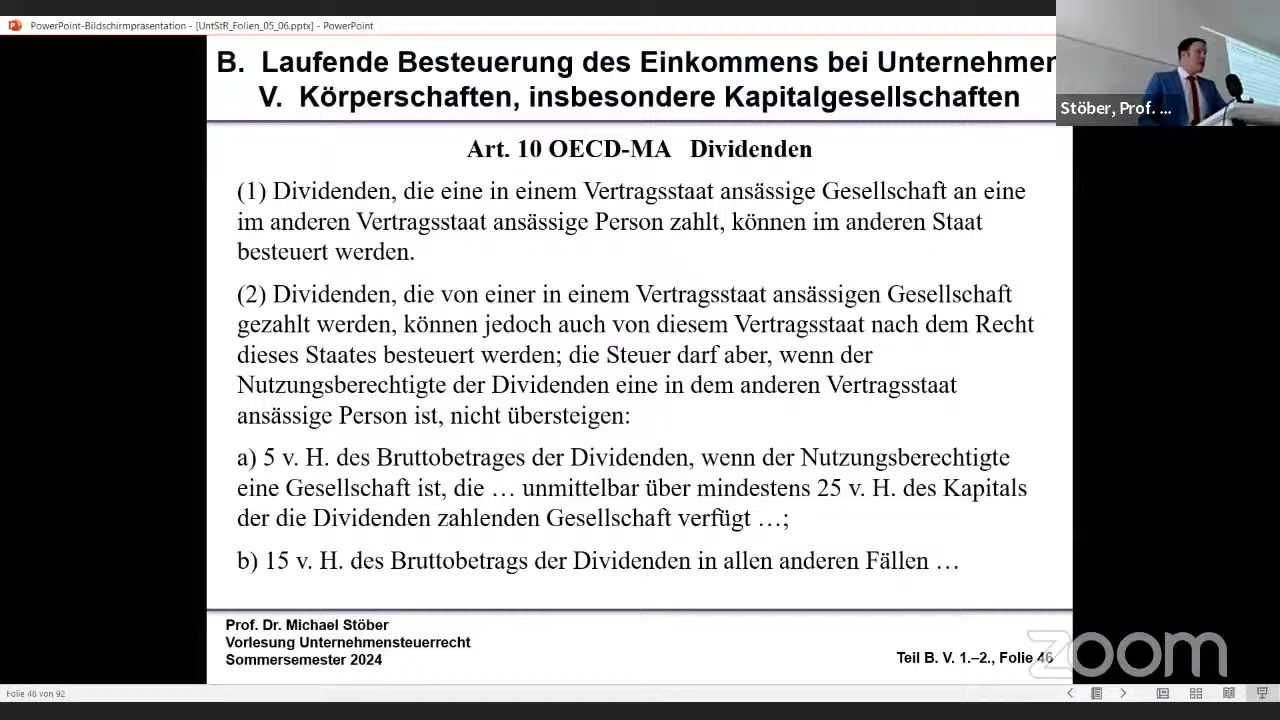 PowerPoint-Bildschirmpräsentation - [UntStR_Folien_05_06.pptx] - PowerPoint
B. Laufende Besteuerung des Einkommens bei Unternehmen
V. Körperschaften, insbesondere Kapitalgesellschaften
Stöber, Prof. ...
Art. 10 OECD-MA Dividenden
(1) Dividenden, die eine in einem Vertragsstaat ansässige Gesellschaft an eine
im anderen Vertragsstaat ansässige Person zahlt, können im anderen Staat
besteuert werden.
(2) Dividenden, die von einer in einem Vertragsstaat ansässigen Gesellschaft
gezahlt werden, können jedoch auch von diesem Vertragsstaat nach dem Recht
dieses Staates besteuert werden; die Steuer darf aber, wenn der
Nutzungsberechtigte der Dividenden eine in dem anderen Vertragsstaat
ansässige Person ist, nicht übersteigen:
a) 5 v. H. des Bruttobetrages der Dividenden, wenn der Nutzungsberechtigte
eine Gesellschaft ist, die … unmittelbar über mindestens 25 v. H. des Kapitals
der die Dividenden zahlenden Gesellschaft verfügt …;
b) 15 v. H. des Bruttobetrags der Dividenden in allen anderen Fällen …
Prof. Dr. Michael Stöber
Vorlesung Unternehmensteuerrecht
Sommersemester 2024
Teil B. V. 1.–2., Folie 46
zoom
Folie 46 von 92